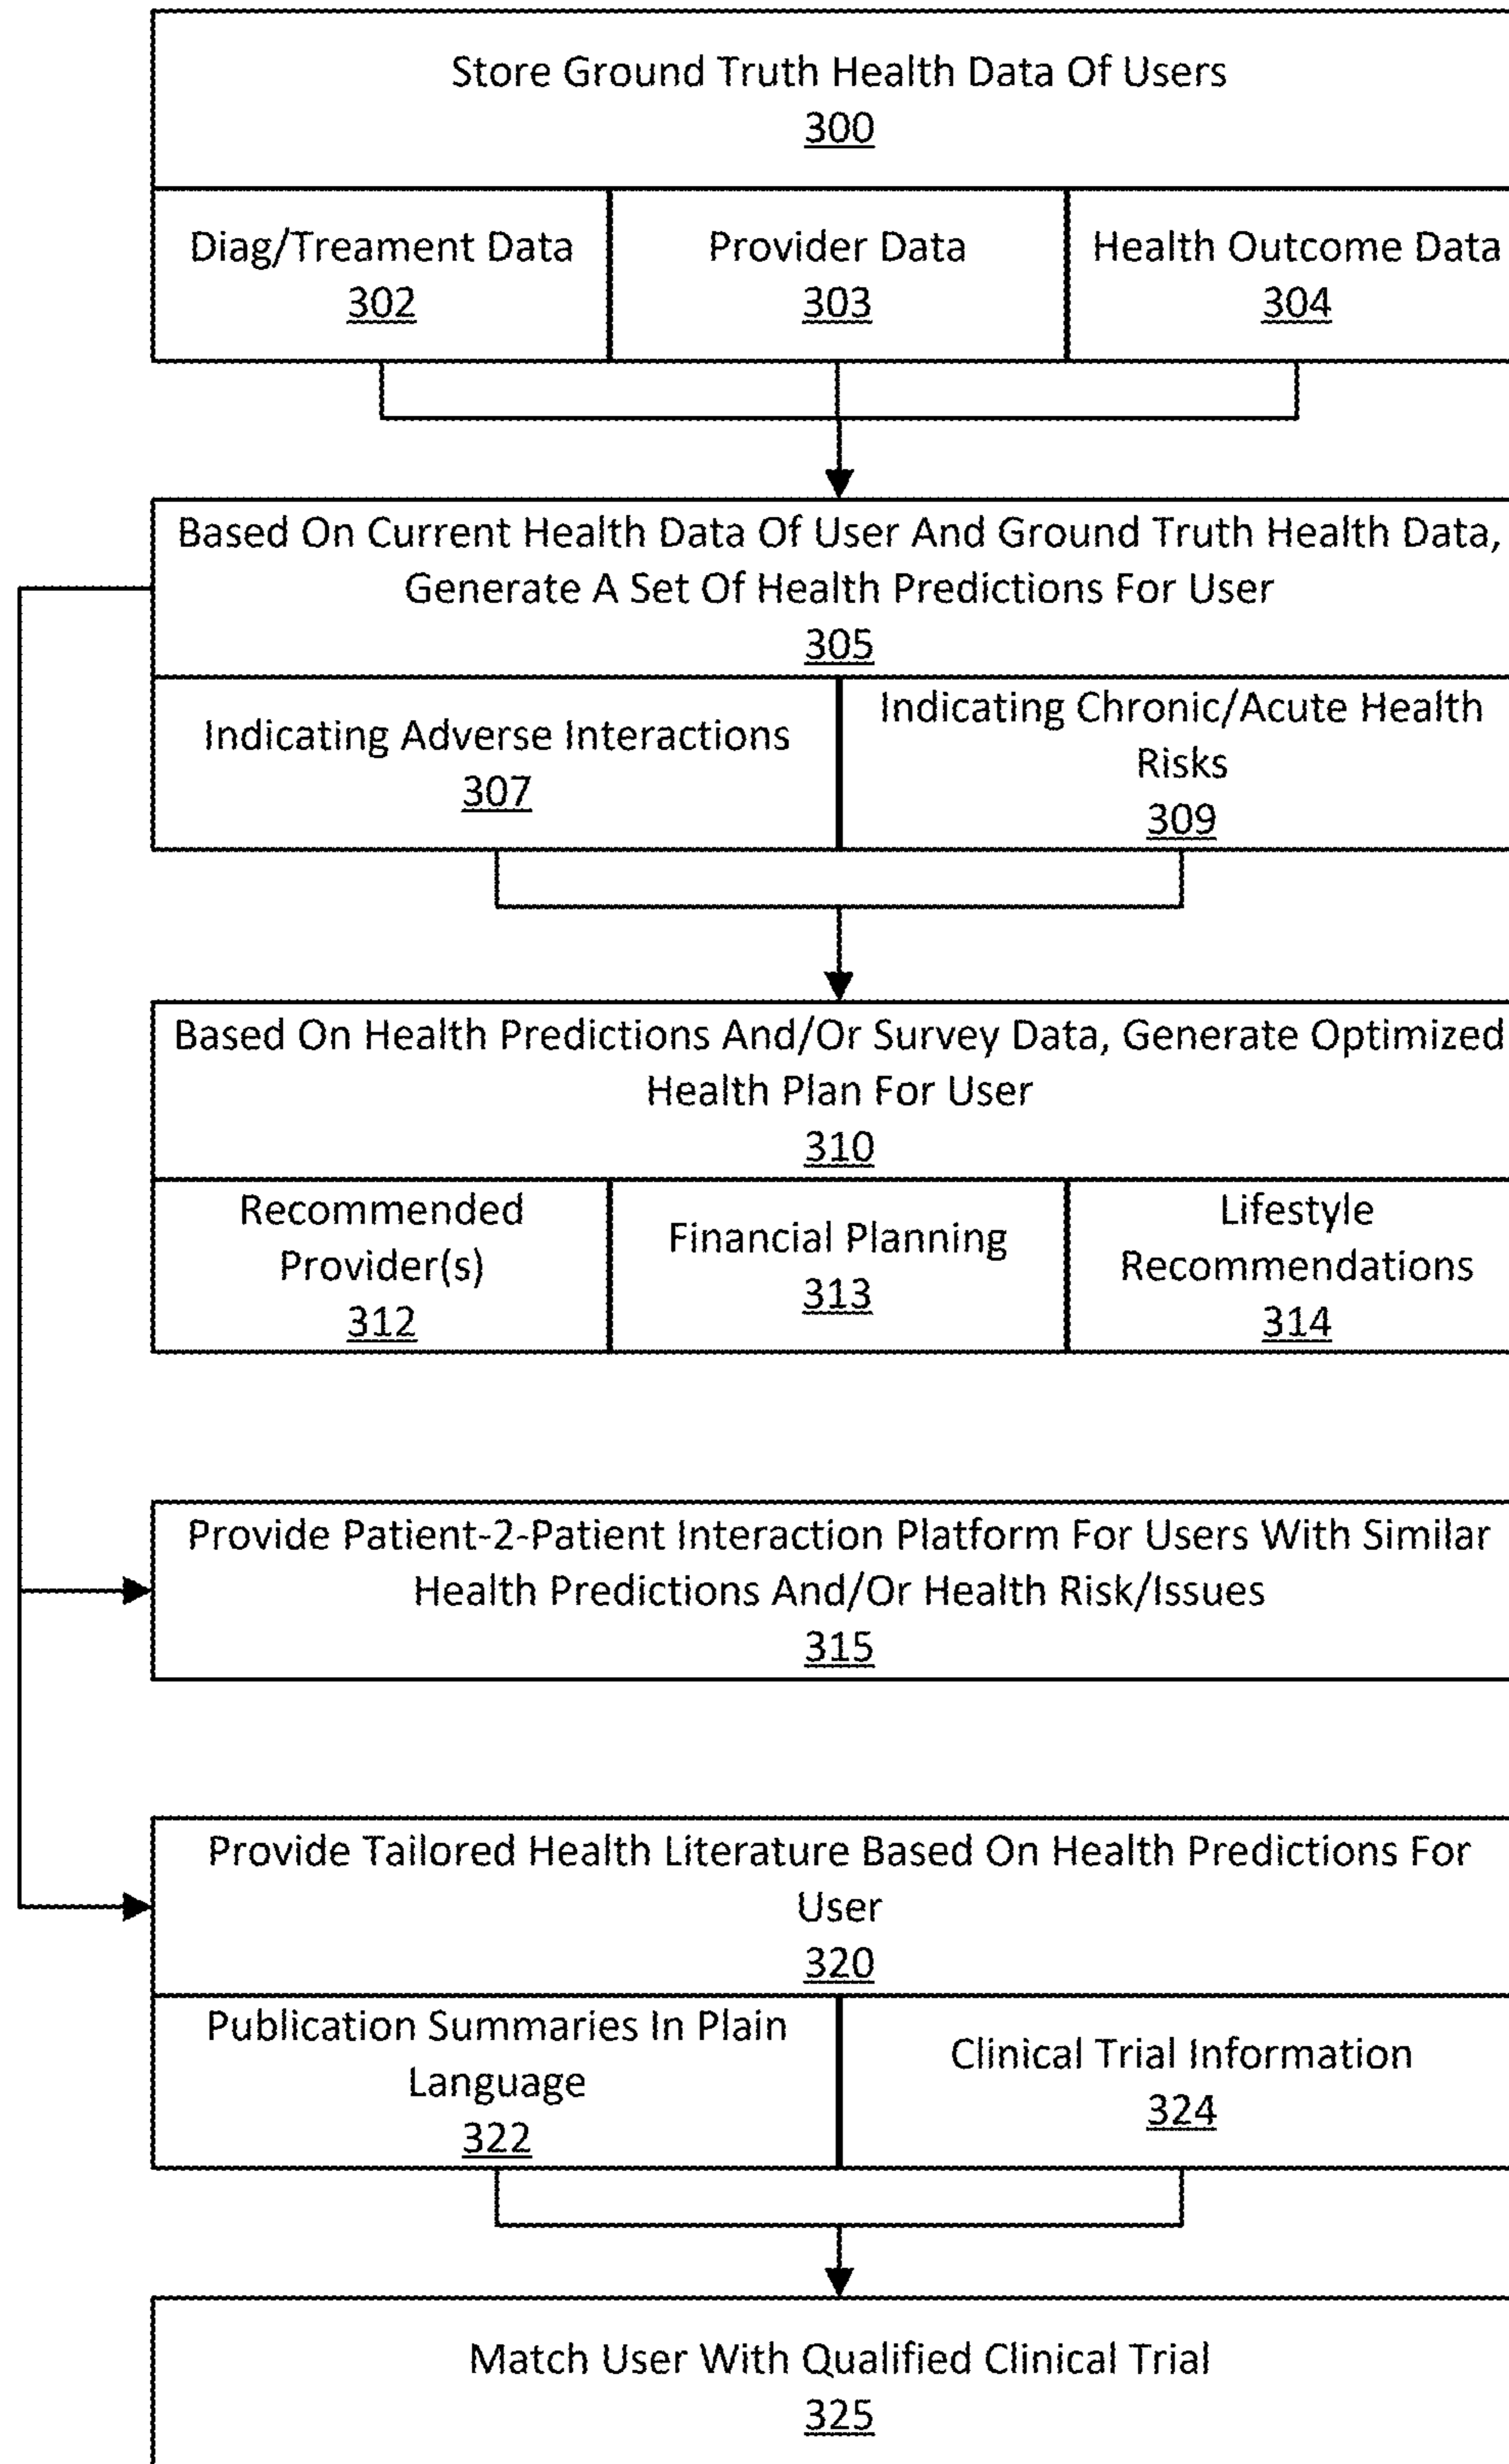 Store Ground Truth Health Data Of Users
300
Diag/Treament Data
302
Provider Data
303
Health Outcome Data
304
Based On Current Health Data Of User And Ground Truth Health Data,
Generate A Set Of Health Predictions For User
305
Indicating Adverse Interactions
307
Indicating Chronic/Acute Health
Risks
309
Based On Health Predictions And/Or Survey Data, Generate Optimized
Health Plan For User
310
Recommended
Provider(s)
312
Financial Planning
313
Lifestyle
Recommendations
314
Provide Patient-2-Patient Interaction Platform For Users With Similar
Health Predictions And/Or Health Risk/Issues
315
Provide Tailored Health Literature Based On Health Predictions For
User
320
Publication Summaries In Plain
Language
322
Clinical Trial Information
324
Match User With Qualified Clinical Trial
325